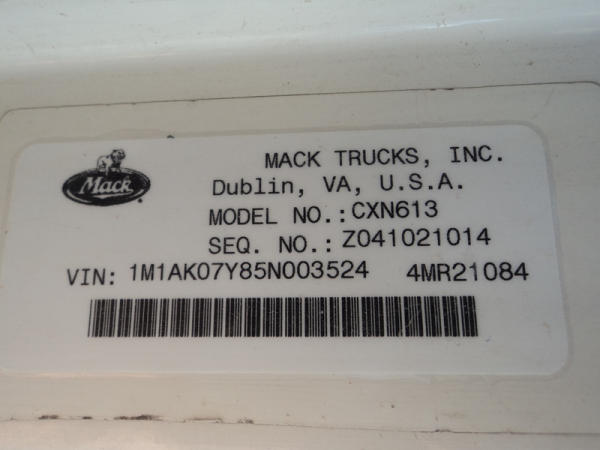 Mack
MACK TRUCKS, INC.
Dublin, VA, U.S.A.
MODEL NO.: CXN613
SEQ. NO.: Z041021014
VIN: 1M1AK07Y85N003524 4MR21084